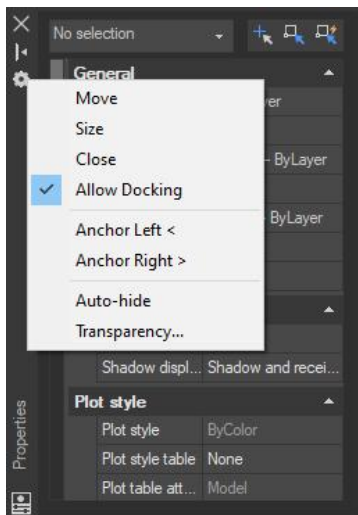 No selection
General
Move
Size
Close
Allow Docking
Anchor Left <
Anchor Right >
Auto-hide
Transparency...
yer
- ByLayer
ByLayer
Shadow displ... Shadow and recei...
Plot style
Plot style ByColor
Plot style table None
Plot table att... Model
Properties